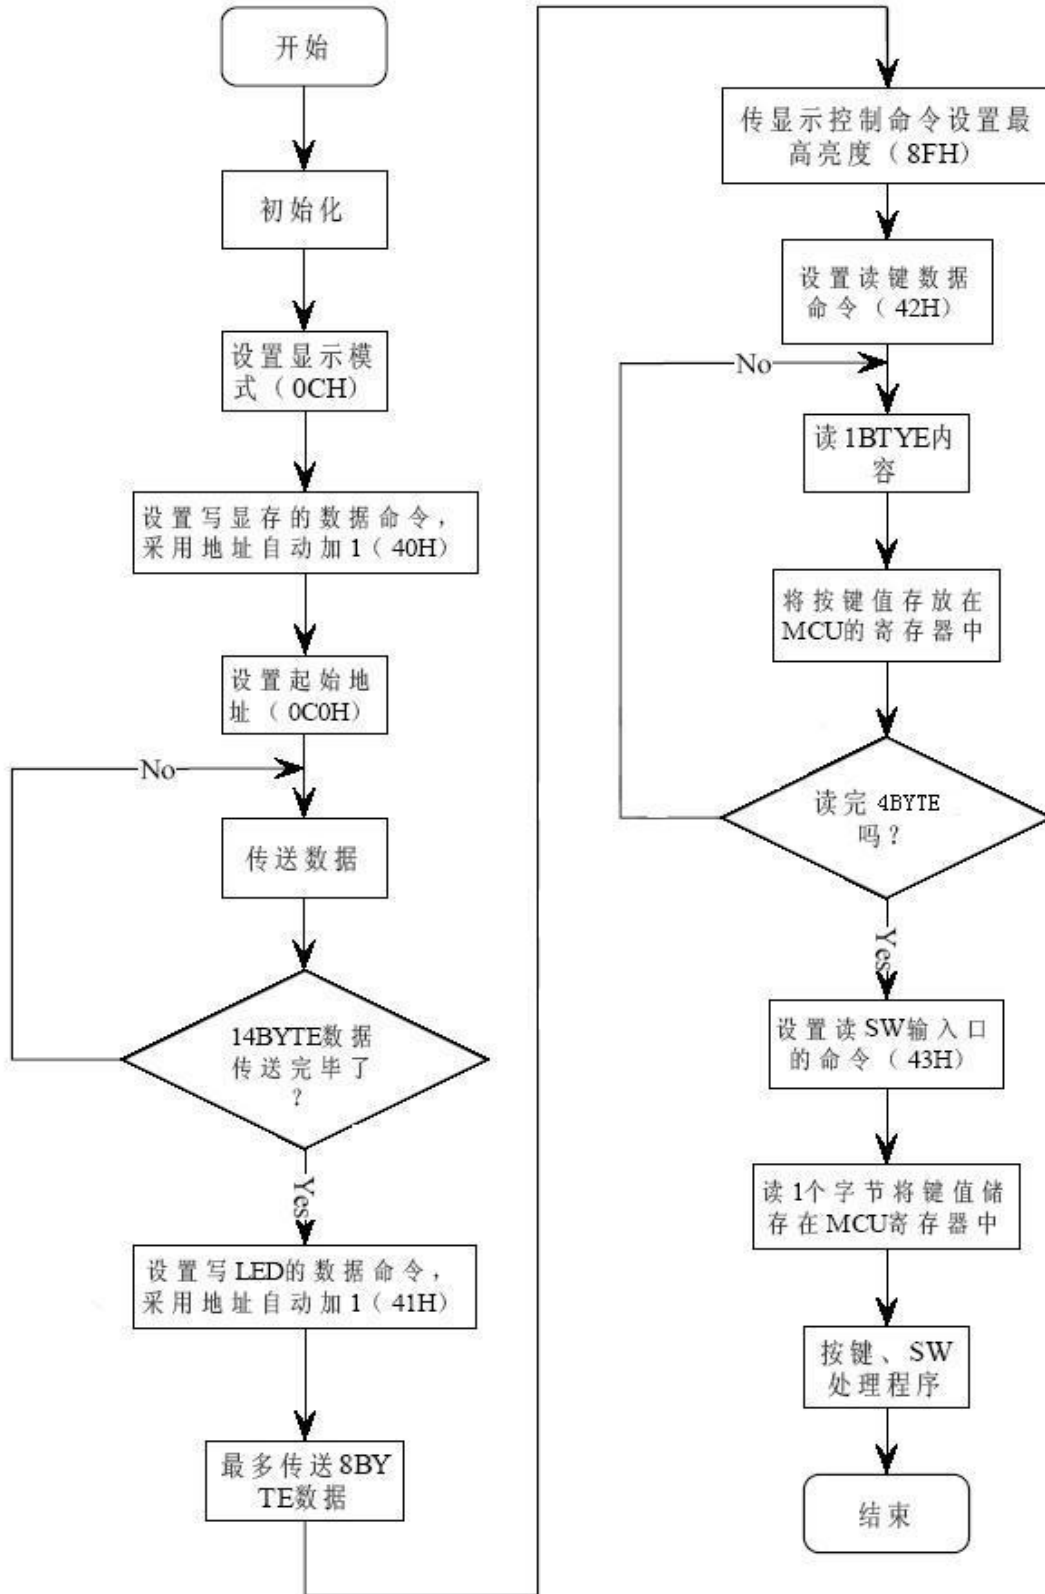 开始
初始化
设置显示模
式（0CH）
设置写显存的数据命令，
采用地址自动加1（40H）
设置起始地
址（0C0H）
No
传送数据
14BYTE数据
传送完毕了
？
Yes
设置写LED的数据命令，
采用地址自动加1（41H）
最多传送8BY
TE数据
传显示控制命令设置最
高亮度（8FH）
设置读键数据
命令（42H）
No
读1BTYE内
容
将按键值存放在
MCU的寄存器中
读完4BYTE
吗？
Yes
设置读SW输入口
的命令（43H）
读1个字节将键值储
存在MCU寄存器中
按键、SW
处理程序
结束